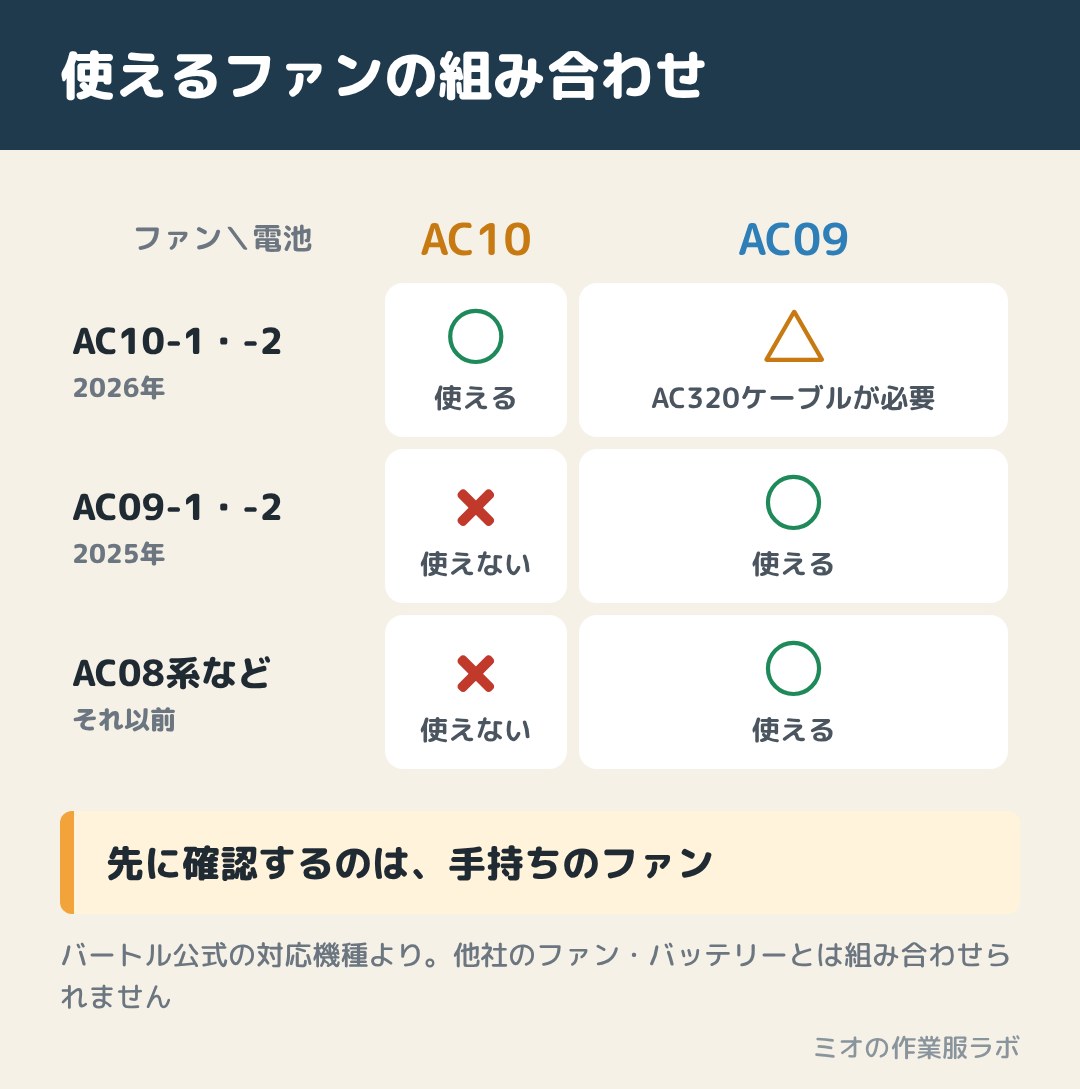 使えるファンの組み合わせ
ファン＼電池
AC10
AC09
AC10-1・-2
2026年
使える
AC320ケーブルが必要
AC09-1・-2
2025年
使えない
使える
AC08系など
それ以前
使えない
使える
先に確認するのは、手持ちのファン
バートル公式の対応機種より。他社のファン・バッテリーとは組み合わせら
れません
ミオの作業服ラボ